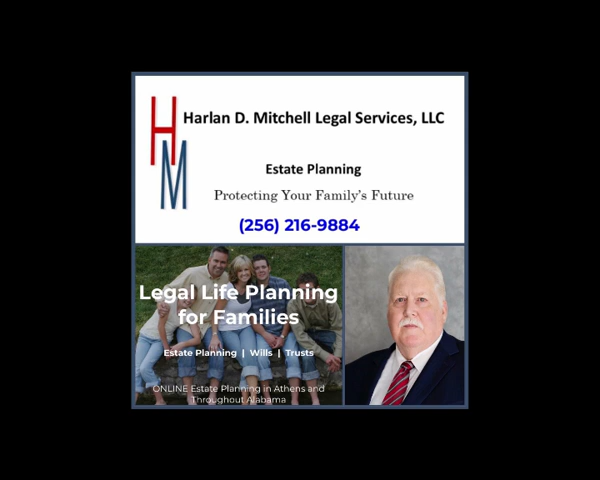 HM
Harlan D. Mitchell Legal Services, LLC
Estate Planning
Protecting Your Family's Future
(256) 216-9884
Legal Life Planning
for Families
Estate Planning | Wills | Trusts
ONLINE Estate Planning in Athens and
Throughout Alabama